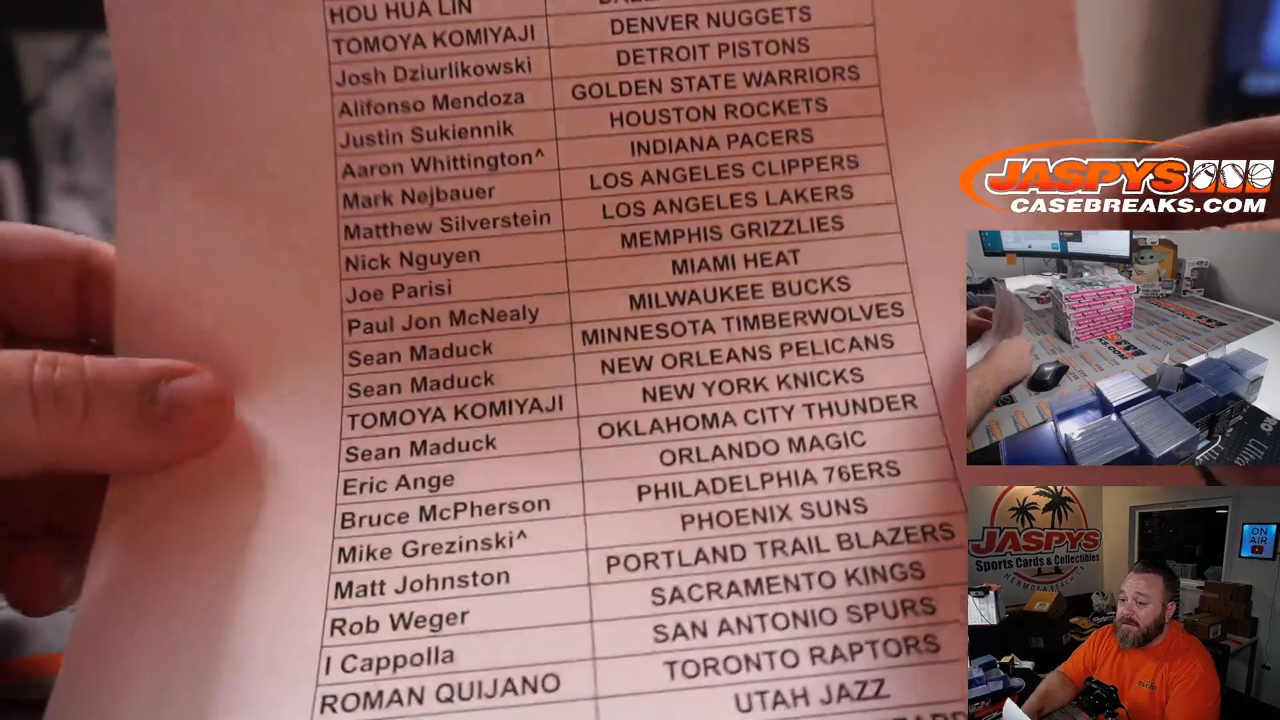 HOU HUA LIN
TOMOYA KOMIYAJI DENVER NUGGETS
Josh Dziurlikowski DETROIT PISTONS
Alifonso Mendoza GOLDEN STATE WARRIORS
Justin Sukiennik HOUSTON ROCKETS
Aaron Whittington^ INDIANA PACERS
Mark Nejbauer LOS ANGELES CLIPPERS
Matthew Silverstein LOS ANGELES LAKERS
Nick Nguyen MEMPHIS GRIZZLIES
Joe Parisi MIAMI HEAT
Paul Jon McNealy MILWAUKEE BUCKS
Sean Maduck MINNESOTA TIMBERWOLVES
Sean Maduck NEW ORLEANS PELICANS
TOMOYA KOMIYAJI NEW YORK KNICKS
Sean Maduck OKLAHOMA CITY THUNDER
Eric Ange ORLANDO MAGIC
Bruce McPherson PHILADELPHIA 76ERS
Mike Grezinski^ PHOENIX SUNS
Matt Johnston PORTLAND TRAIL BLAZERS
Rob Weger SACRAMENTO KINGS
I Cappolla SAN ANTONIO SPURS
ROMAN QUIJANO TORONTO RAPTORS
UTAH JAZZ
JASPYS
CASEBREAKS.COM
JASPYS
Sports Cards & Collectibles
HERMOSA BEACH, CA
ON AIR